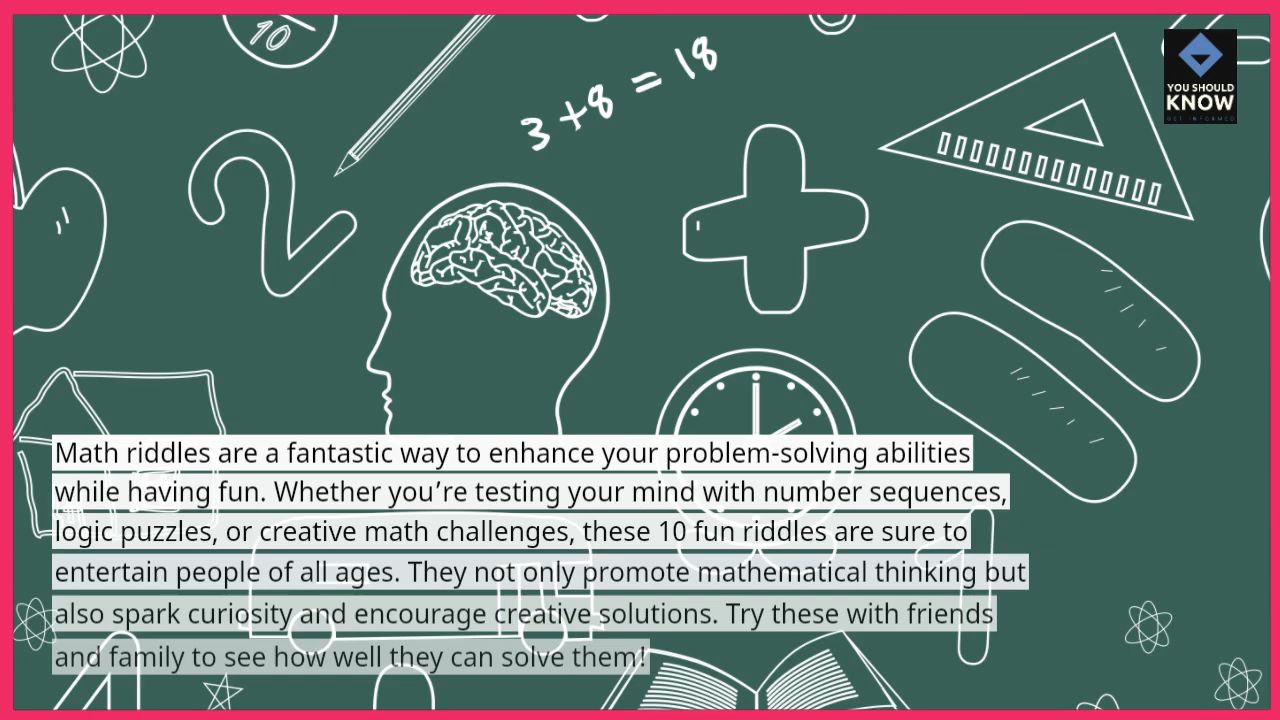 10
3 + 8 = 18
YOU SHOULD
KNOW
GET INFORMED
2
Math riddles are a fantastic way to enhance your problem-solving abilities
while having fun. Whether you’re testing your mind with number sequences,
logic puzzles, or creative math challenges, these 10 fun riddles are sure to
entertain people of all ages. They not only promote mathematical thinking but
also spark curiosity and encourage creative solutions. Try these with friends
and family to see how well they can solve them!